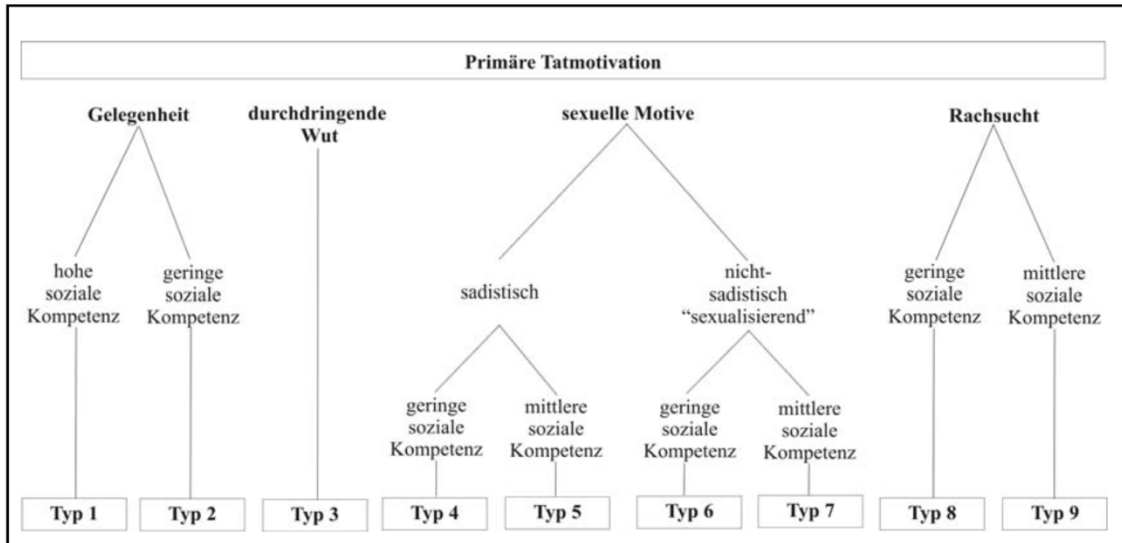 Primäre Tatmotivation
Gelegenheit
durchdringende
Wut
sexuelle Motive
Rachsucht
hohe
soziale
Kompetenz
geringe
soziale
Kompetenz
sadistisch
nicht-
sadistisch
“sexualisierend”
geringe
soziale
Kompetenz
mittlere
soziale
Kompetenz
geringe
soziale
Kompetenz
mittlere
soziale
Kompetenz
geringe
soziale
Kompetenz
mittlere
soziale
Kompetenz
Typ 1
Typ 2
Typ 3
Typ 4
Typ 5
Typ 6
Typ 7
Typ 8
Typ 9